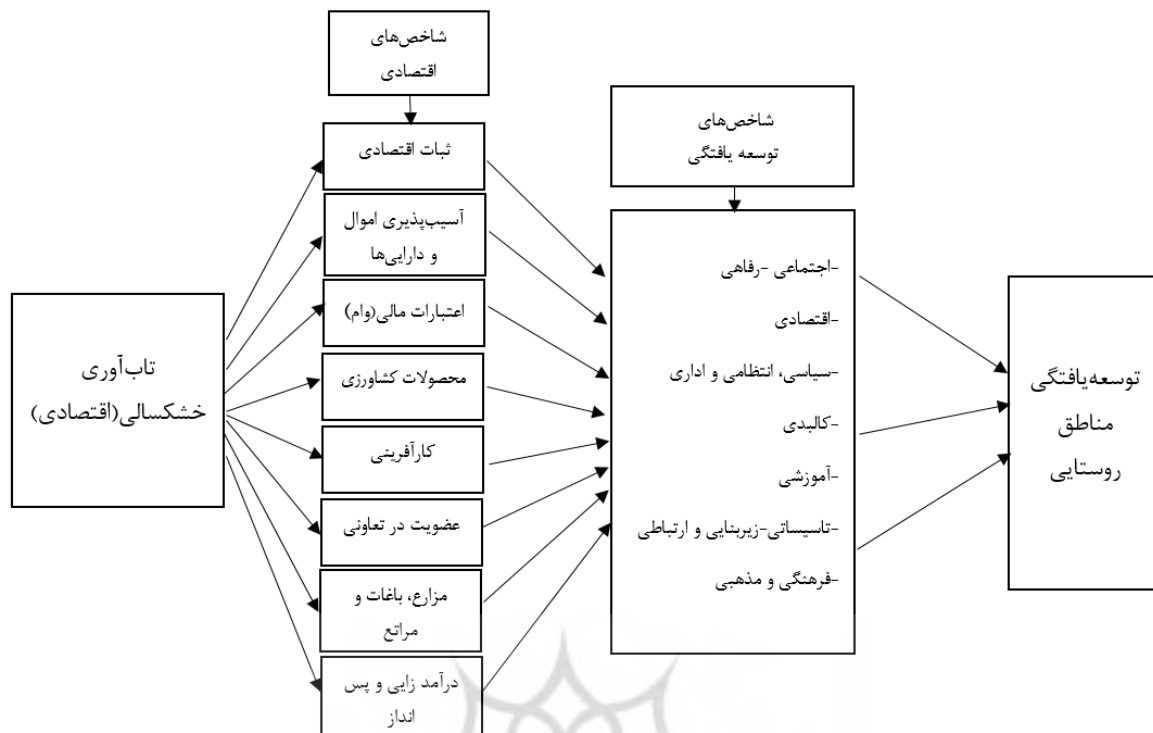 شاخص‌های
اقتصادی
شاخص‌های
توسعه یافتگی
ثبات اقتصادی
آسیب‌پذیری اموال
و دارایی‌ها
اعتبارات مالی(وام)
محصولات کشاورزی
کارآفرینی
عضویت در تعاونی
مزارع، باغات و
مراتع
درآمد زایی و پس
انداز
تاب‌آوری
خشکسالی(اقتصادی)
-اجتماعی -رفاهی
-اقتصادی
-سیاسی، انتظامی و اداری
-کالبدی
-آموزشی
-تاسیساتی-زیربنایی و ارتباطی
-فرهنگی و مذهبی
توسعه‌یافتگی
مناطق
روستایی